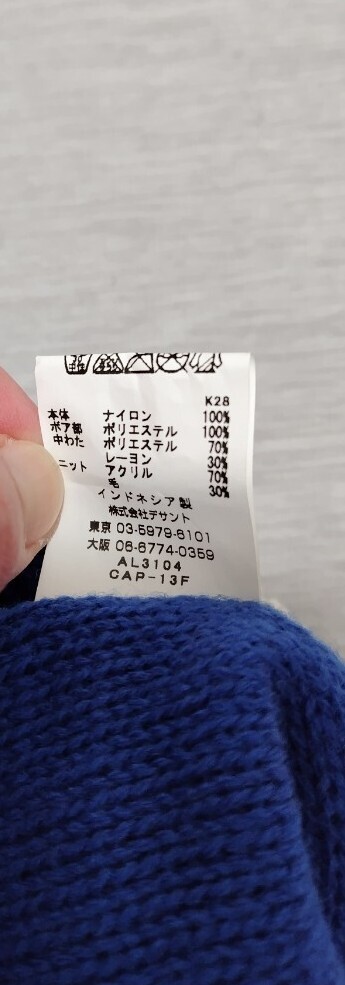 K28
本体 ナイロン 100%
ボア部 ポリエステル 100%
中わた ポリエステル 70%
レーヨン 30%
ニット アクリル 70%
毛 30%
インドネシア製
株式会社デサント
東京 03-5979-6101
大阪 06-6774-0359
AL3104
CAP-13F